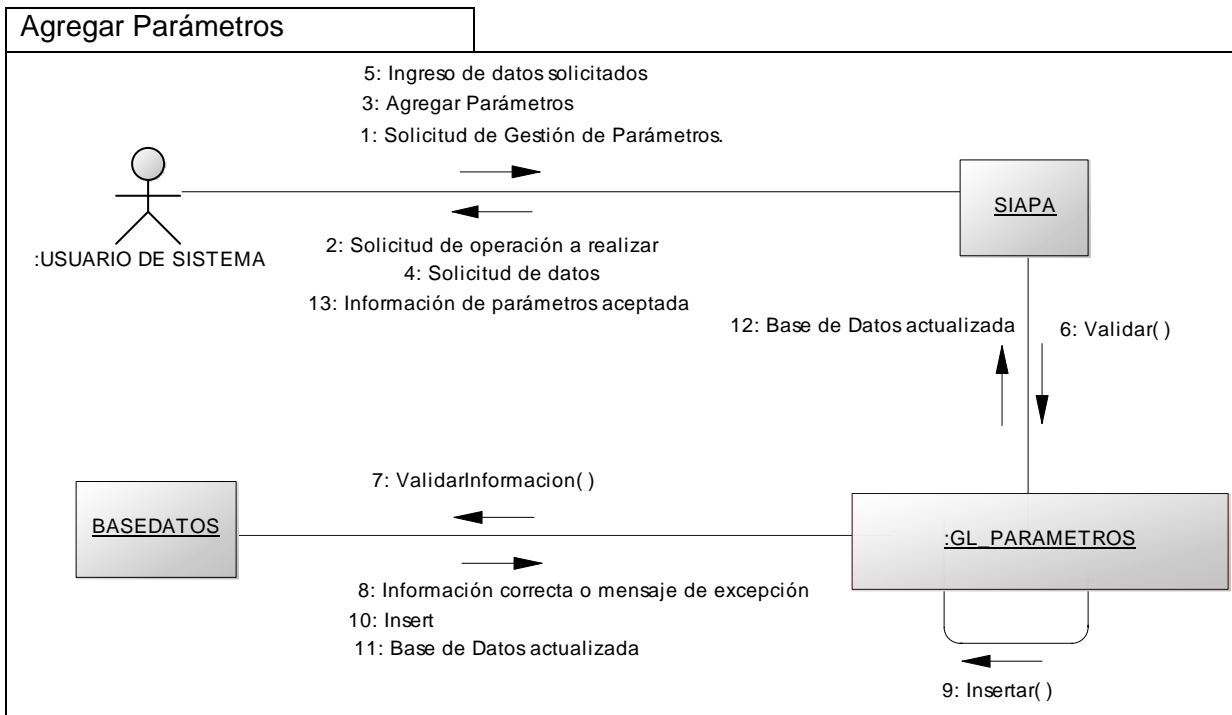 Agregar Parámetros
5: Ingreso de datos solicitados
3: Agregar Parámetros
1: Solicitud de Gestión de Parámetros.
SIAPA
:USUARIO DE SISTEMA
2: Solicitud de operación a realizar
4: Solicitud de datos
13: Información de parámetros aceptada
12: Base de Datos actualizada
6: Validar( )
7: ValidarInformacion( )
BASEDATOS
:GL_PARAMETROS
8: Información correcta o mensaje de excepción
10: Insert
11: Base de Datos actualizada
9: Insertar( )